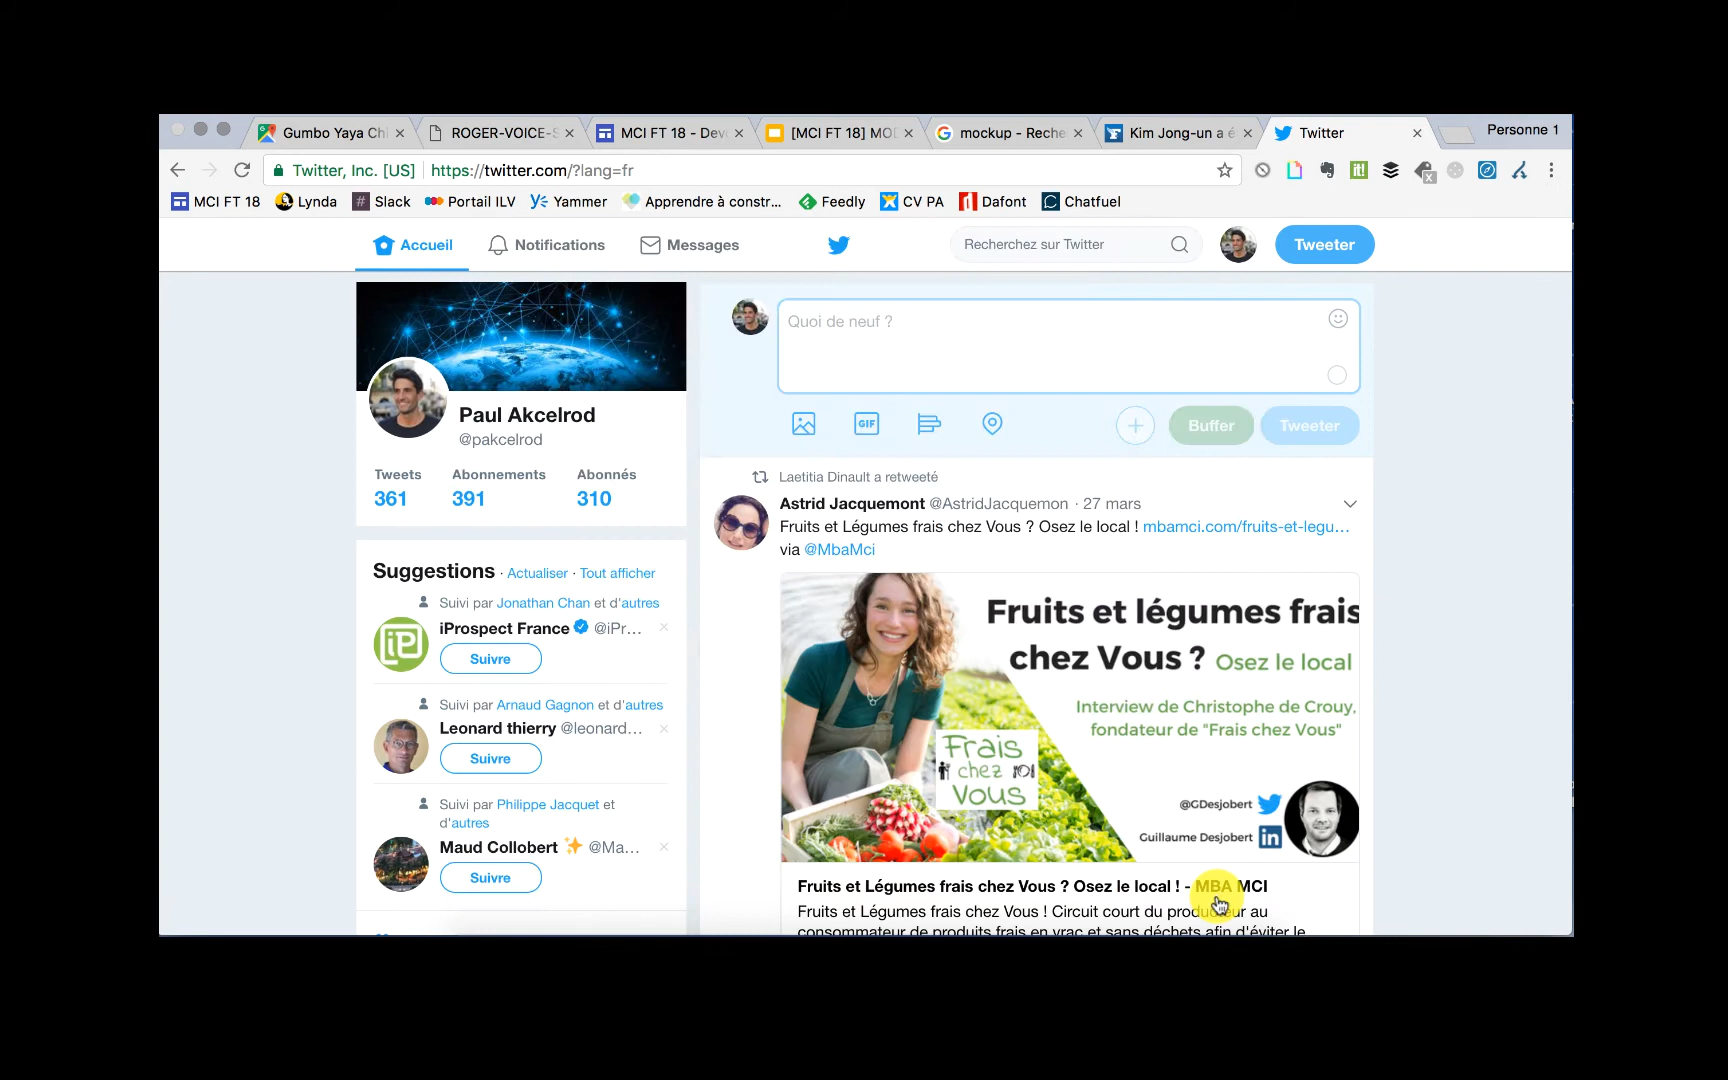 Gumbo Yaya Chi
ROGER-VOICE-S
MCI FT 18 - Devo
[MCI FT 18] MOD
mockup - Reche
Kim Jong-un a é
Twitter
Personne 1
Twitter, Inc. [US]
https://twitter.com/?lang=fr
MCI FT 18
Lynda
Slack
Portail ILV
Yammer
Apprendre à constr...
Feedly
CV PA
Dafont
Chatfuel
Accueil
Notifications
Messages
Recherchez sur Twitter
Tweeter
Paul Akcelrod
@pakcelrod
Tweets Abonnements Abonnés
361 391 310
Quoi de neuf ?
GIF
Buffer
Tweeter
Suggestions · Actualiser · Tout afficher
Suivi par Jonathan Chan et d'autres
iProspect France @iPr...
Suivre
Suivi par Arnaud Gagnon et d'autres
Leonard thierry @leonard...
Suivre
Suivi par Philippe Jacquet et
d'autres
Maud Collobert ✨ @Ma...
Suivre
Laetitia Dinault a retweeté
Astrid Jacquemont @AstridJacquemon · 27 mars
Fruits et Légumes frais chez Vous ? Osez le local ! mbamci.com/fruits-et-legu...
via @MbaMci
Fruits et légumes frais
chez Vous ? Osez le local
Interview de Christophe de Crouy,
fondateur de "Frais chez Vous"
Frais
chez
Vous
@GDesjobert
Guillaume Desjobert
Fruits et Légumes frais chez Vous ? Osez le local ! - MBA MCI
Fruits et Légumes frais chez Vous ! Circuit court du producteur au
consommateur de produits frais en vrac et sans déchets afin d'éviter le